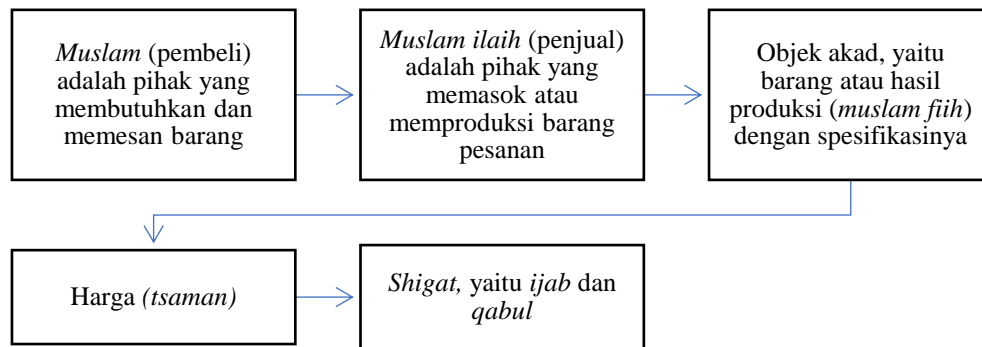 Muslam (pembeli)
adalah pihak yang
membutuhkan dan
memesan barang
Muslam ilaih (penjual)
adalah pihak yang
memasok atau
memproduksi barang
pesanan
Objek akad, yaitu
barang atau hasil
produksi (muslam fiih)
dengan spesifikasinya
Harga (tsaman)
Shigat, yaitu ijab dan
qabul